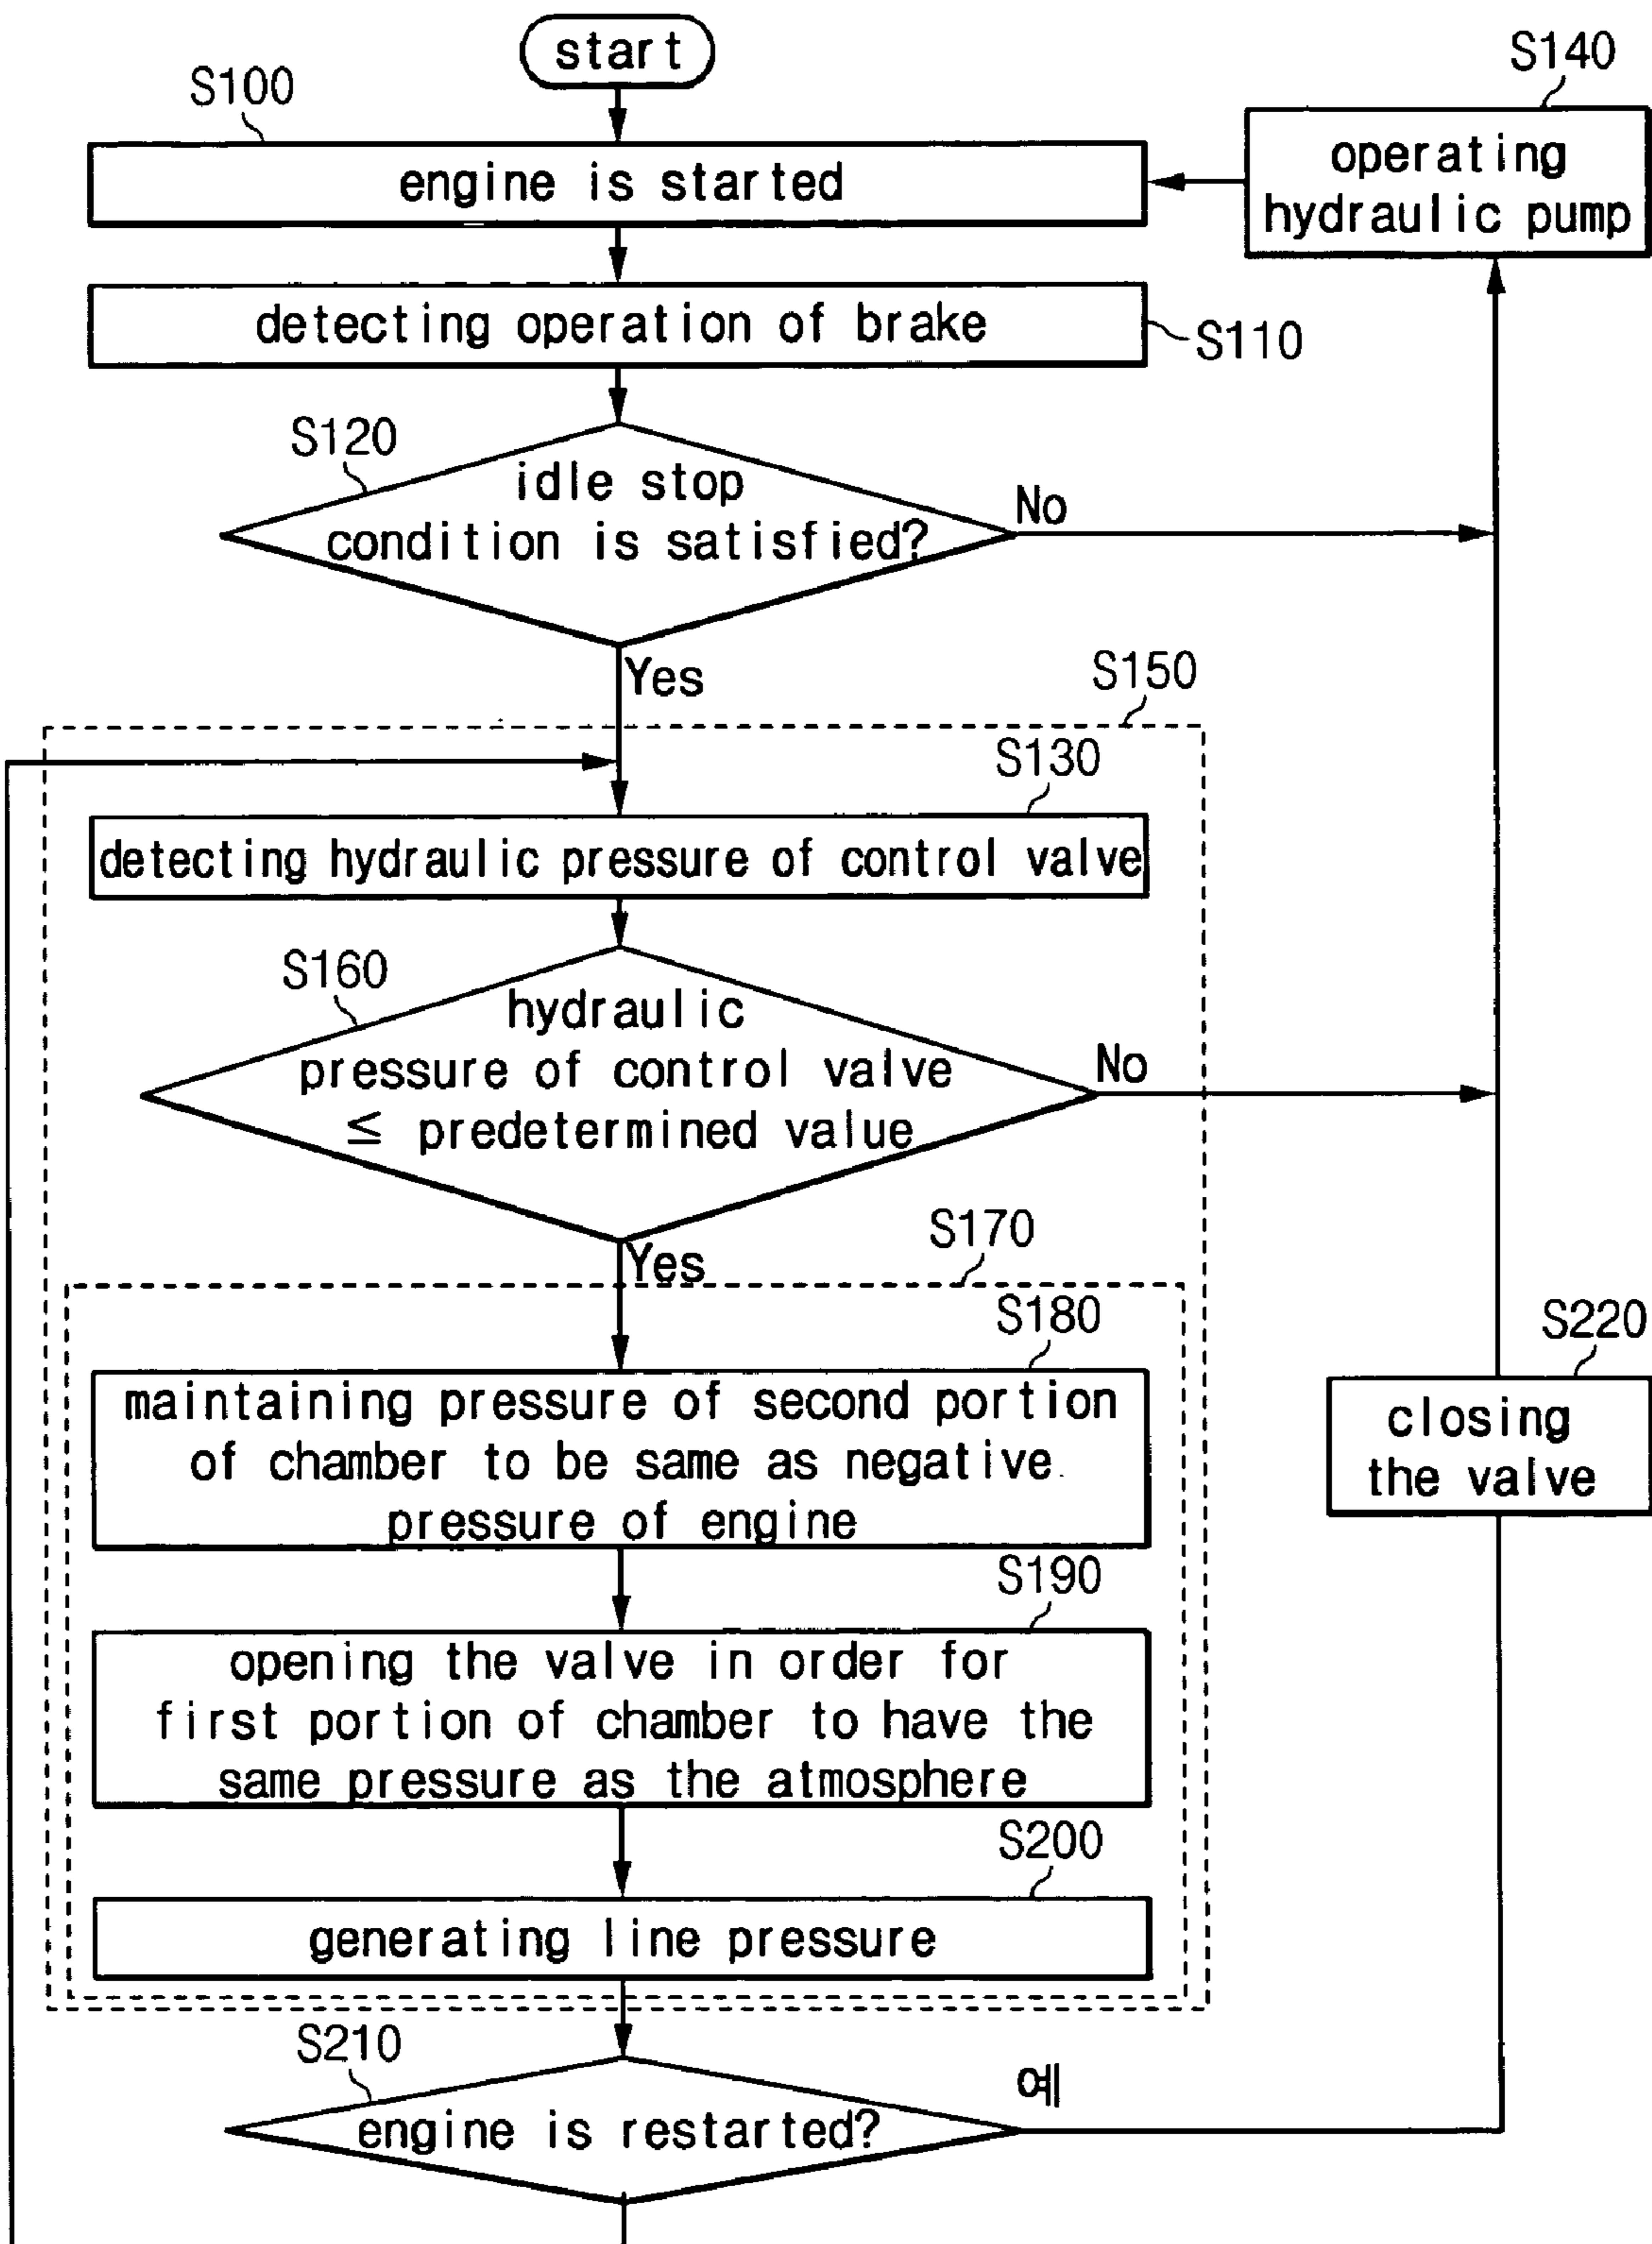 start
S100
engine is started
S140
operating
hydraulic pump
detecting operation of brake
S110
S120
idle stop
condition is satisfied?
No
Yes
S150
S130
detecting hydraulic pressure of control valve
S160
hydraulic
pressure of control valve
≤ predetermined value
No
Yes
S170
S180
maintaining pressure of second portion
of chamber to be same as negative
pressure of engine
S220
closing
the valve
S190
opening the valve in order for
first portion of chamber to have the
same pressure as the atmosphere
S200
generating line pressure
S210
engine is restarted?
예